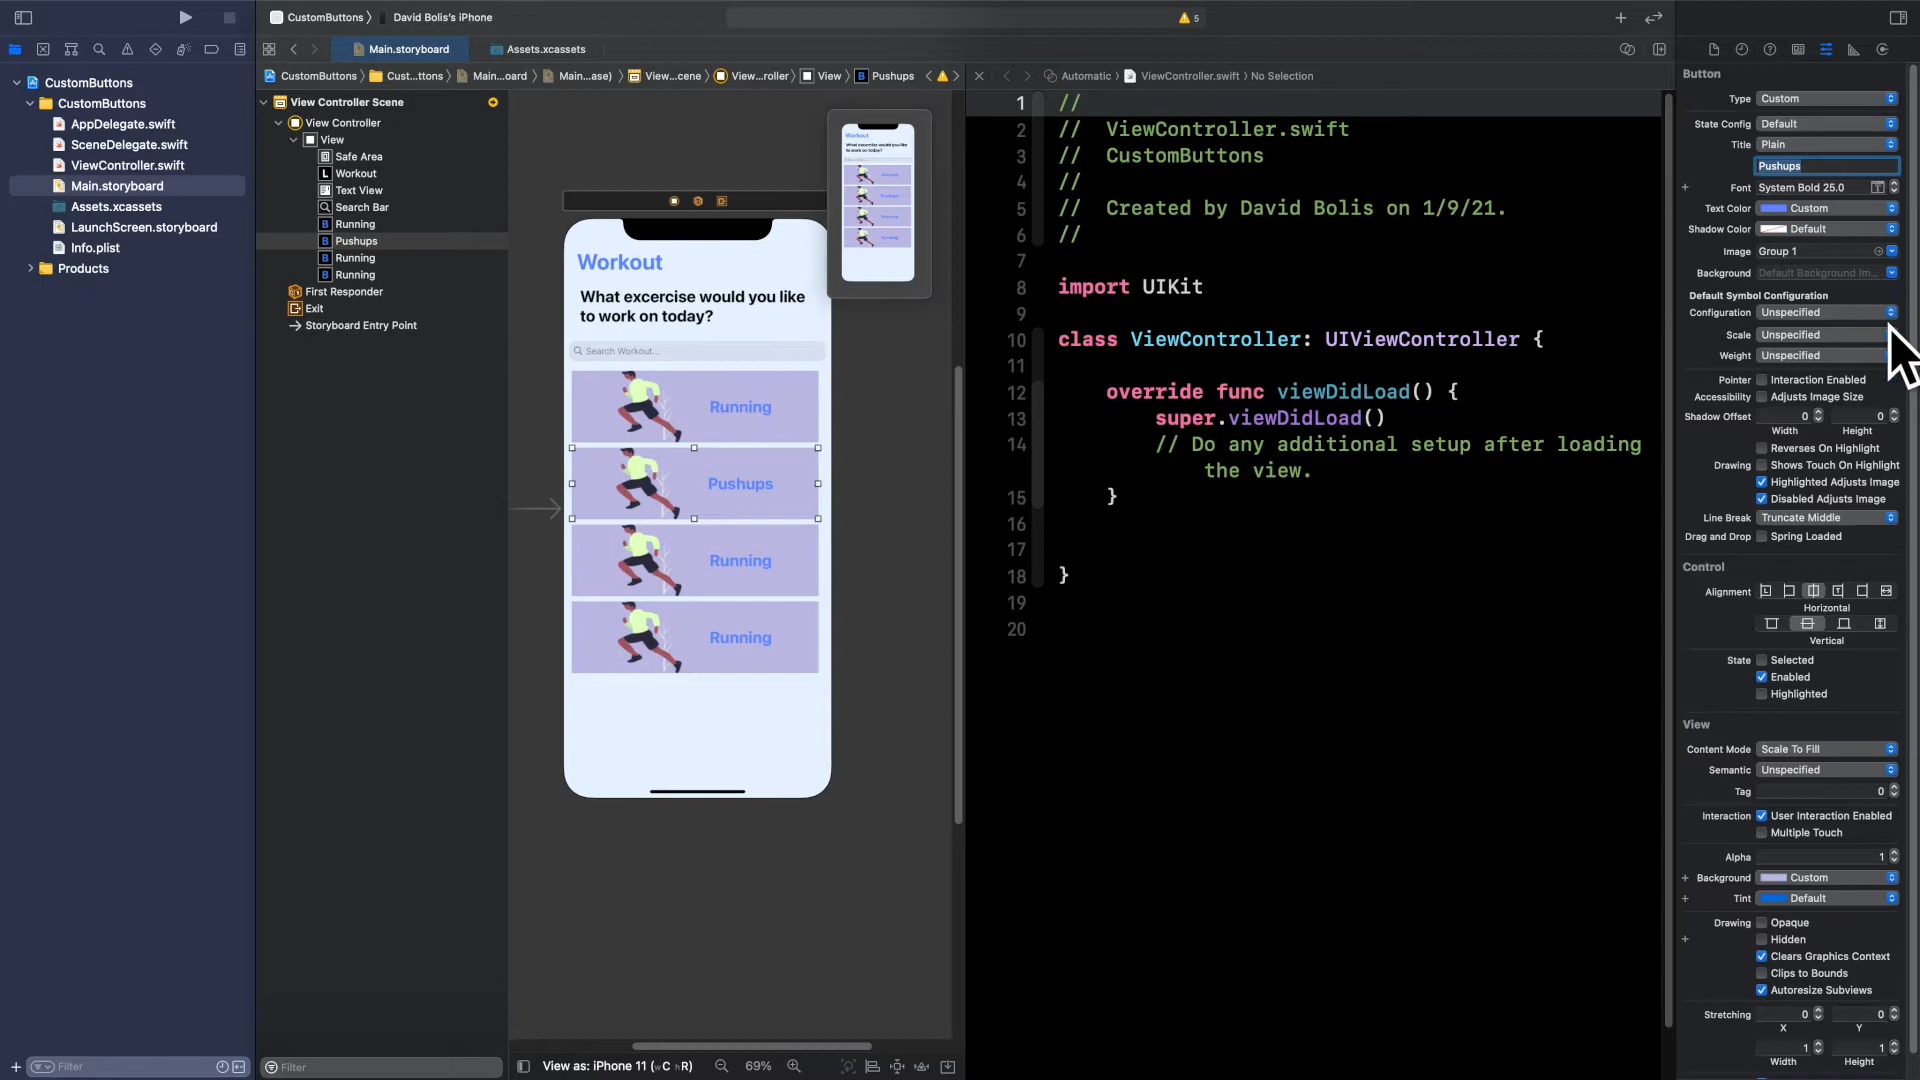 CustomButtons
David Bolis's iPhone
5
Main.storyboard
Assets.xcassets
CustomButtons
Cust...ttons
Main...oard
Main...ase)
View...cene
View...roller
View
B
Pushups
Automatic
ViewController.swift
No Selection
CustomButtons
CustomButtons
AppDelegate.swift
SceneDelegate.swift
ViewController.swift
Main.storyboard
Assets.xcassets
LaunchScreen.storyboard
Info.plist
Products
Filter
View Controller Scene
View Controller
View
Safe Area
L Workout
Text View
Search Bar
B Running
B Pushups
B Running
B Running
First Responder
Exit
Storyboard Entry Point
Filter
Workout
What excercise would you like
to work on today?
Search Workout...
Running
Pushups
Running
Running
Workout
What excercise would you like
to work on today?
View as: iPhone 11 (wC hR)
69%
1 //
2 //  ViewController.swift
3 //  CustomButtons
4 //
5 //  Created by David Bolis on 1/9/21.
6 //
7
8 import UIKit
9
10 class ViewController: UIViewController {
11
12 override func viewDidLoad() {
13 super.viewDidLoad()
14 // Do any additional setup after loading
the view.
15 }
16
17
18 }
19
20
Button
Type Custom
State Config Default
Title Plain
Pushups
Font System Bold 25.0
Text Color Custom
Shadow Color Default
Image Group 1
Background Default Background Im...
Default Symbol Configuration
Configuration Unspecified
Scale Unspecified
Weight Unspecified
Pointer Interaction Enabled
Accessibility Adjusts Image Size
Shadow Offset 0 0
Width Height
Reverses On Highlight
Drawing Shows Touch On Highlight
Highlighted Adjusts Image
Disabled Adjusts Image
Line Break Truncate Middle
Drag and Drop Spring Loaded
Control
Alignment
Horizontal
Vertical
State Selected
Enabled
Highlighted
View
Content Mode Scale To Fill
Semantic Unspecified
Tag 0
Interaction User Interaction Enabled
Multiple Touch
Alpha 1
Background Custom
Tint Default
Drawing Opaque
Hidden
Clears Graphics Context
Clips to Bounds
Autoresize Subviews
Stretching 0 0
X Y
1 1
Width Height